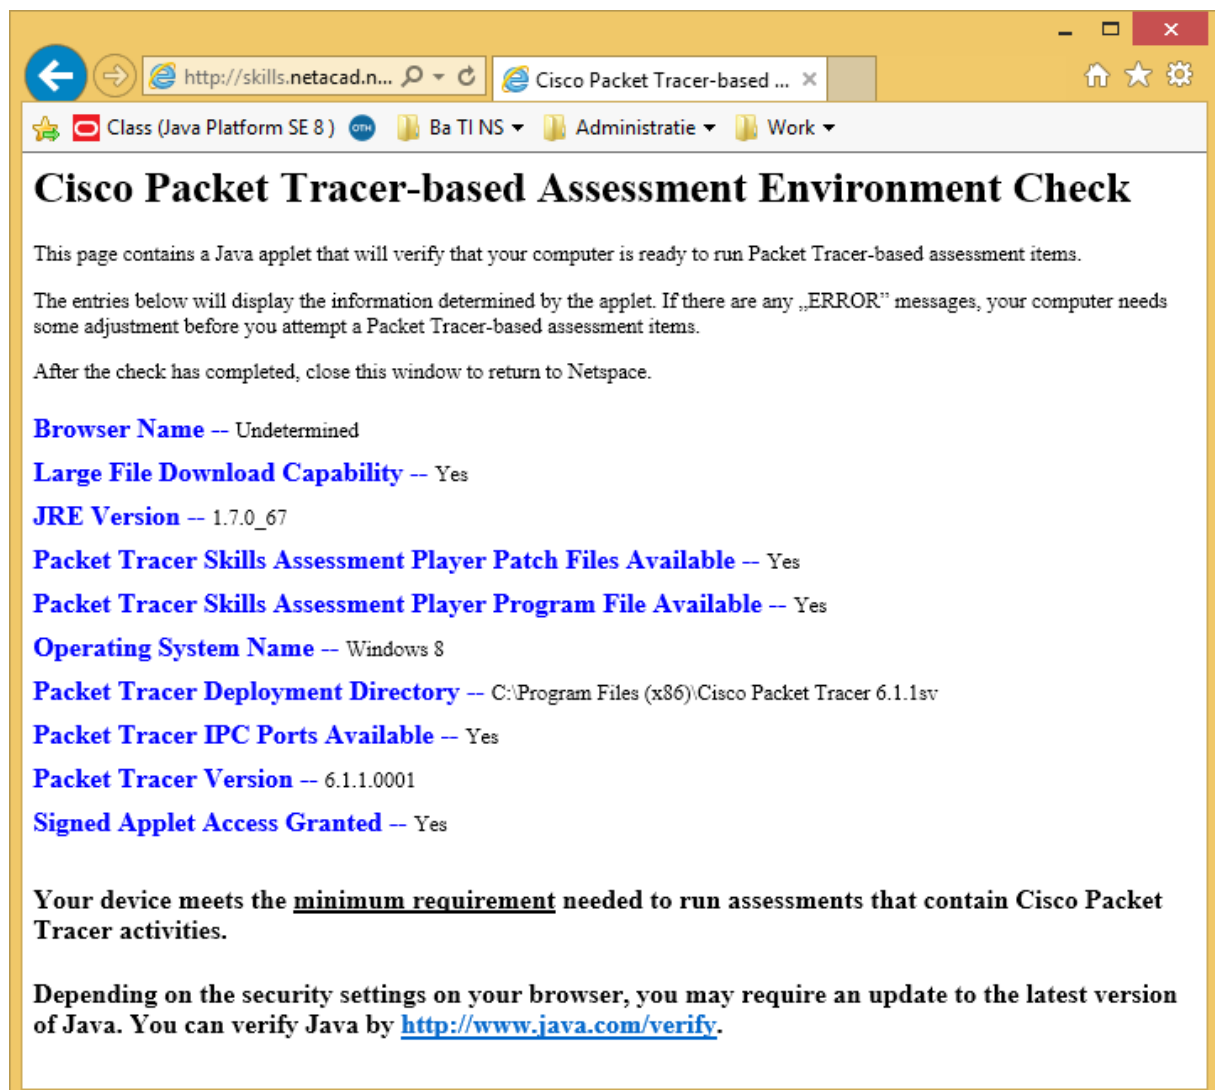 http://skills.netacad.n...
Cisco Packet Tracer-based ...
Class (Java Platform SE 8 )
OTH
Ba TI NS
Administratie
Work
Cisco Packet Tracer-based Assessment Environment Check
This page contains a Java applet that will verify that your computer is ready to run Packet Tracer-based assessment items.
The entries below will display the information determined by the applet. If there are any „ERROR” messages, your computer needs
some adjustment before you attempt a Packet Tracer-based assessment items.
After the check has completed, close this window to return to Netspace.
Browser Name -- Undetermined
Large File Download Capability -- Yes
JRE Version -- 1.7.0_67
Packet Tracer Skills Assessment Player Patch Files Available -- Yes
Packet Tracer Skills Assessment Player Program File Available -- Yes
Operating System Name -- Windows 8
Packet Tracer Deployment Directory -- C:\Program Files (x86)\Cisco Packet Tracer 6.1.1sv
Packet Tracer IPC Ports Available -- Yes
Packet Tracer Version -- 6.1.1.0001
Signed Applet Access Granted -- Yes
Your device meets the minimum requirement needed to run assessments that contain Cisco Packet
Tracer activities.
Depending on the security settings on your browser, you may require an update to the latest version
of Java. You can verify Java by http://www.java.com/verify.